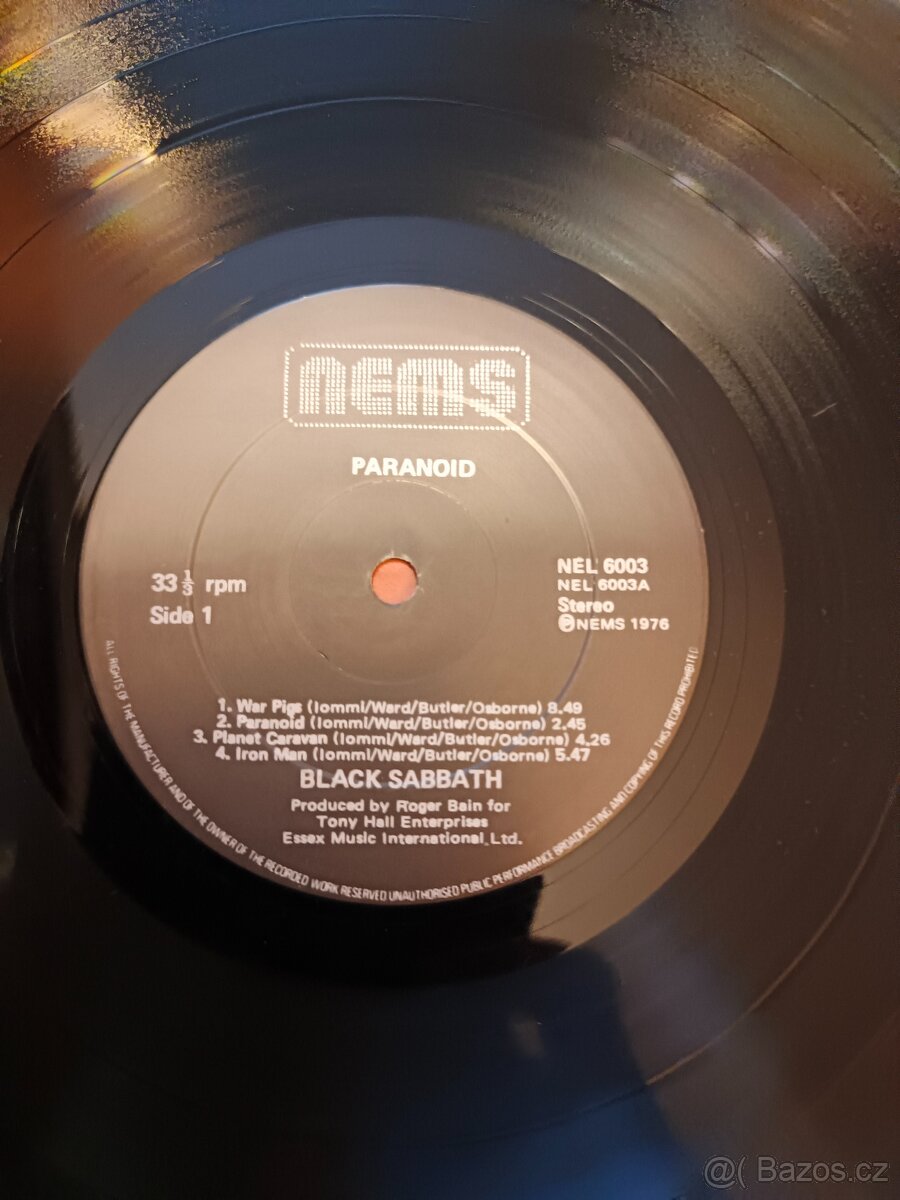 nems
PARANOID
33 1/3 rpm
Side 1
NEL 6003
NEL 6003A
Stereo
Ⓟ NEMS 1976
1. War Pigs (Iommi/Ward/Butler/Osborne) 8.49
2. Paranoid (Iommi/Ward/Butler/Osborne) 2.45
3. Planet Caravan (Iommi/Ward/Butler/Osborne) 4.26
4. Iron Man (Iommi/Ward/Butler/Osborne) 5.47
BLACK SABBATH
Produced by Roger Bain for
Tony Hall Enterprises
Essex Music International Ltd.
ALL RIGHTS OF THE MANUFACTURER AND OF THE OWNER OF THE RECORDED WORK RESERVED UNAUTHORISED PUBLIC PERFORMANCE BROADCASTING AND COPYING OF THIS RECORD PROHIBITED
@( Bazos.cz